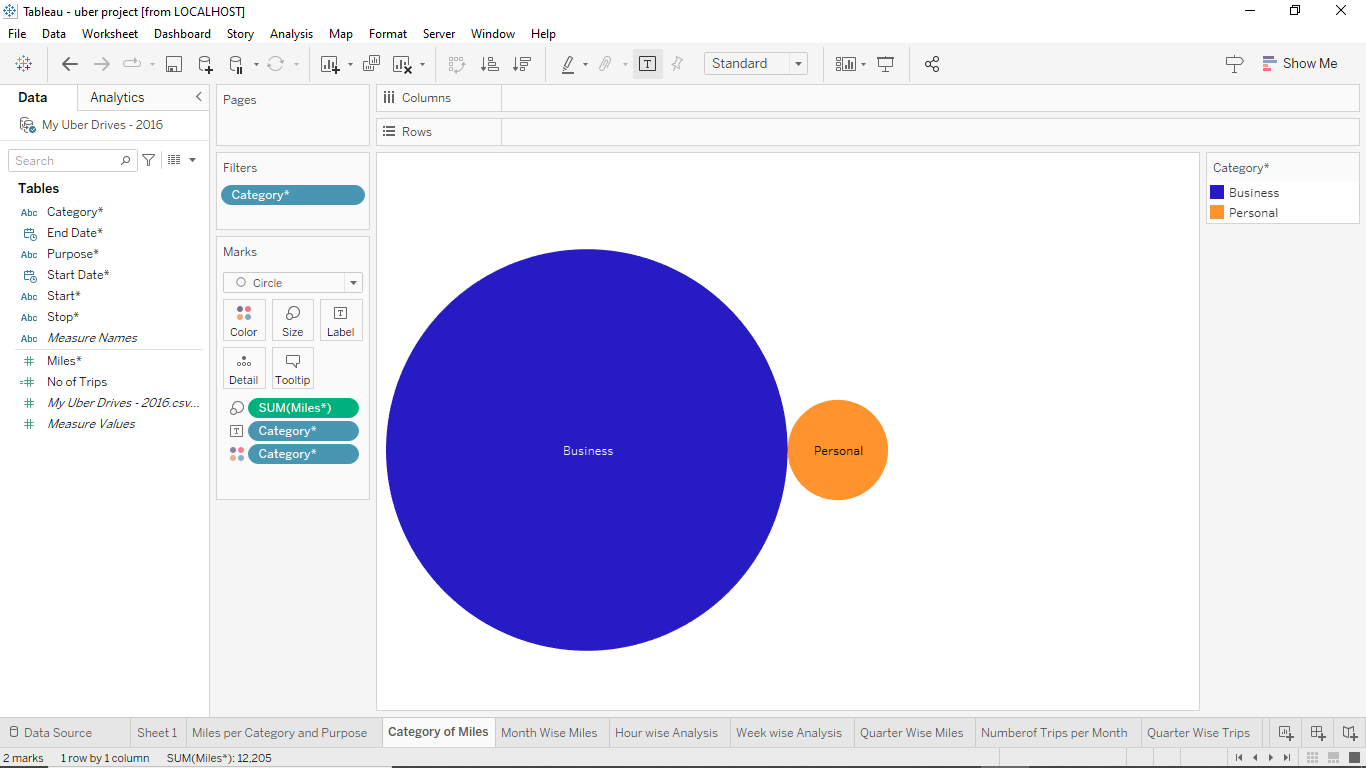 Tableau - uber project [from LOCALHOST]
File Data Worksheet Dashboard Story Analysis Map Format Server Window Help
Standard
Show Me
Data Analytics
My Uber Drives - 2016
Search
Tables
Abc Category*
End Date*
Abc Purpose*
Start Date*
Abc Start*
Abc Stop*
Abc Measure Names
# Miles*
=# No of Trips
# My Uber Drives - 2016.csv...
# Measure Values
Pages
Filters
Category*
Marks
Circle
Color Size Label
Detail Tooltip
SUM(Miles*)
Category*
Category*
Columns
Rows
Business
Personal
Category*
Business
Personal
Data Source Sheet 1 Miles per Category and Purpose Category of Miles Month Wise Miles Hour wise Analysis Week wise Analysis Quarter Wise Miles Numberof Trips per Month Quarter Wise Trips
2 marks 1 row by 1 column SUM(Miles*): 12,205